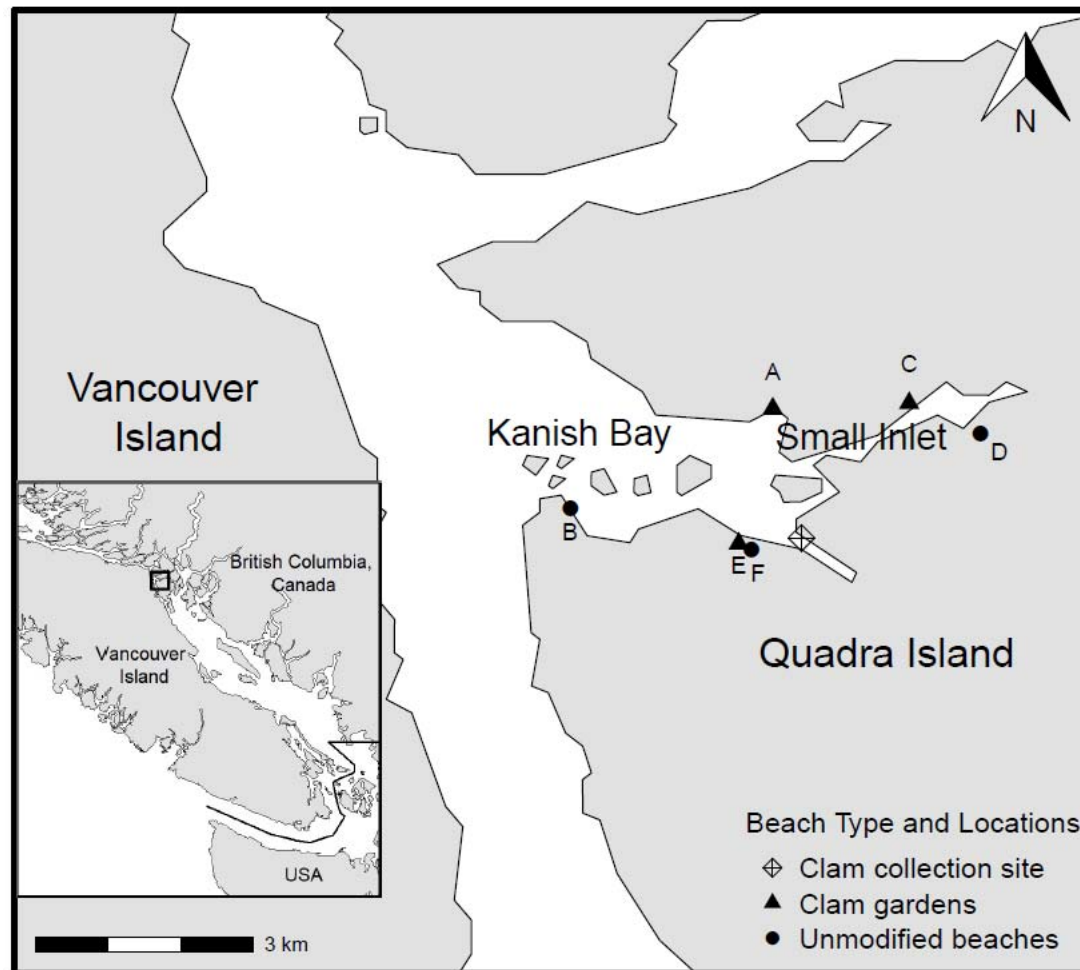 N
Vancouver
Island
A
C
Kanish Bay
Small Inlet
D
B
E
F
Quadra Island
British Columbia,
Canada
Vancouver
Island
USA
3 km
Beach Type and Locations
Clam collection site
Clam gardens
Unmodified beaches